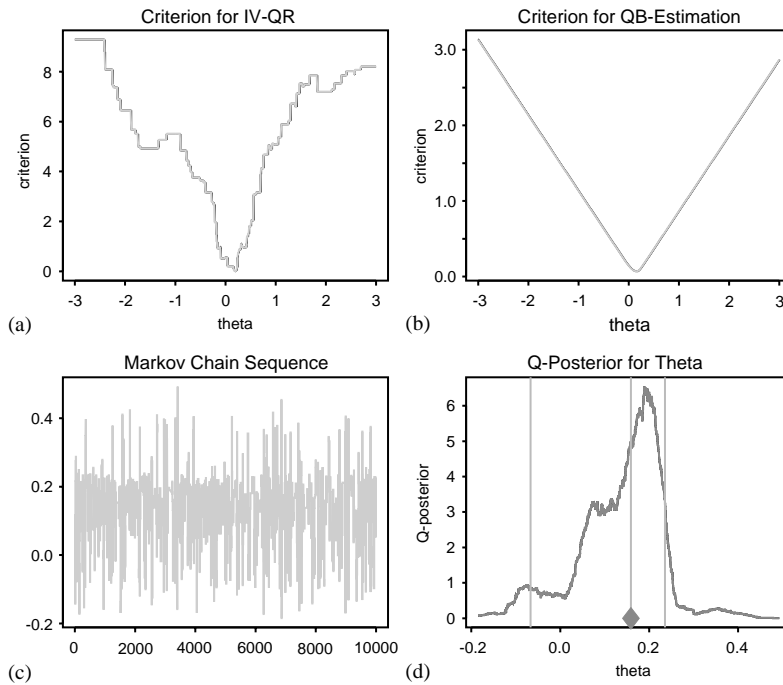 Criterion for IV-QR
criterion
8
6
4
2
0
-3 -2 -1 0 1 2 3
theta
(a)
Criterion for QB-Estimation
criterion
3.0
2.0
1.0
0.0
-3 -2 -1 0 1 2 3
theta
(b)
Markov Chain Sequence
0.4
0.2
0.0
-0.2
0 2000 4000 6000 8000 10000
(c)
Q-Posterior for Theta
Q-posterior
6
5
4
3
2
1
0
-0.2 0.0 0.2 0.4
theta
(d)